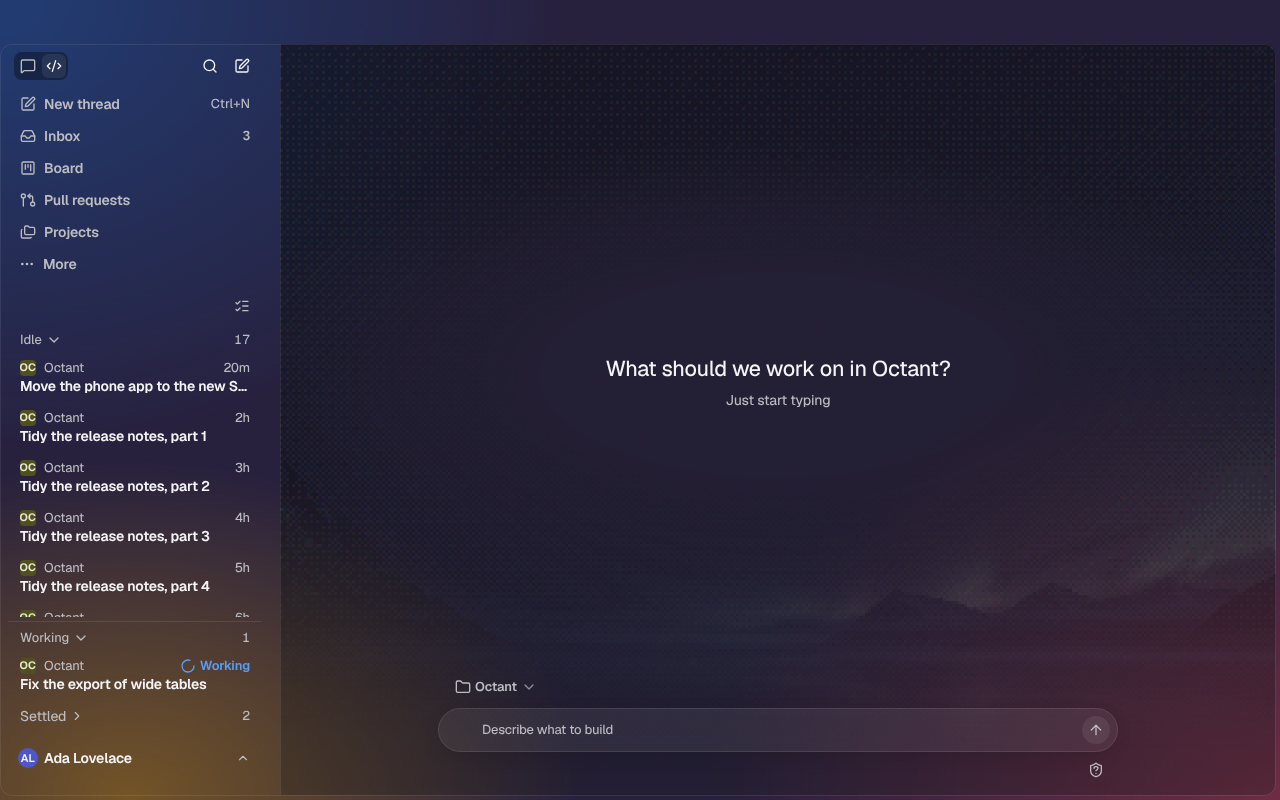 New thread Ctrl+N
Inbox 3
Board
Pull requests
Projects
More
Idle 17
OC Octant 20m
Move the phone app to the new S...
OC Octant 2h
Tidy the release notes, part 1
OC Octant 3h
Tidy the release notes, part 2
OC Octant 4h
Tidy the release notes, part 3
OC Octant 5h
Tidy the release notes, part 4
OC Octant 6h
Working 1
OC Octant Working
Fix the export of wide tables
Settled 2
AL Ada Lovelace
What should we work on in Octant?
Just start typing
Octant
Describe what to build